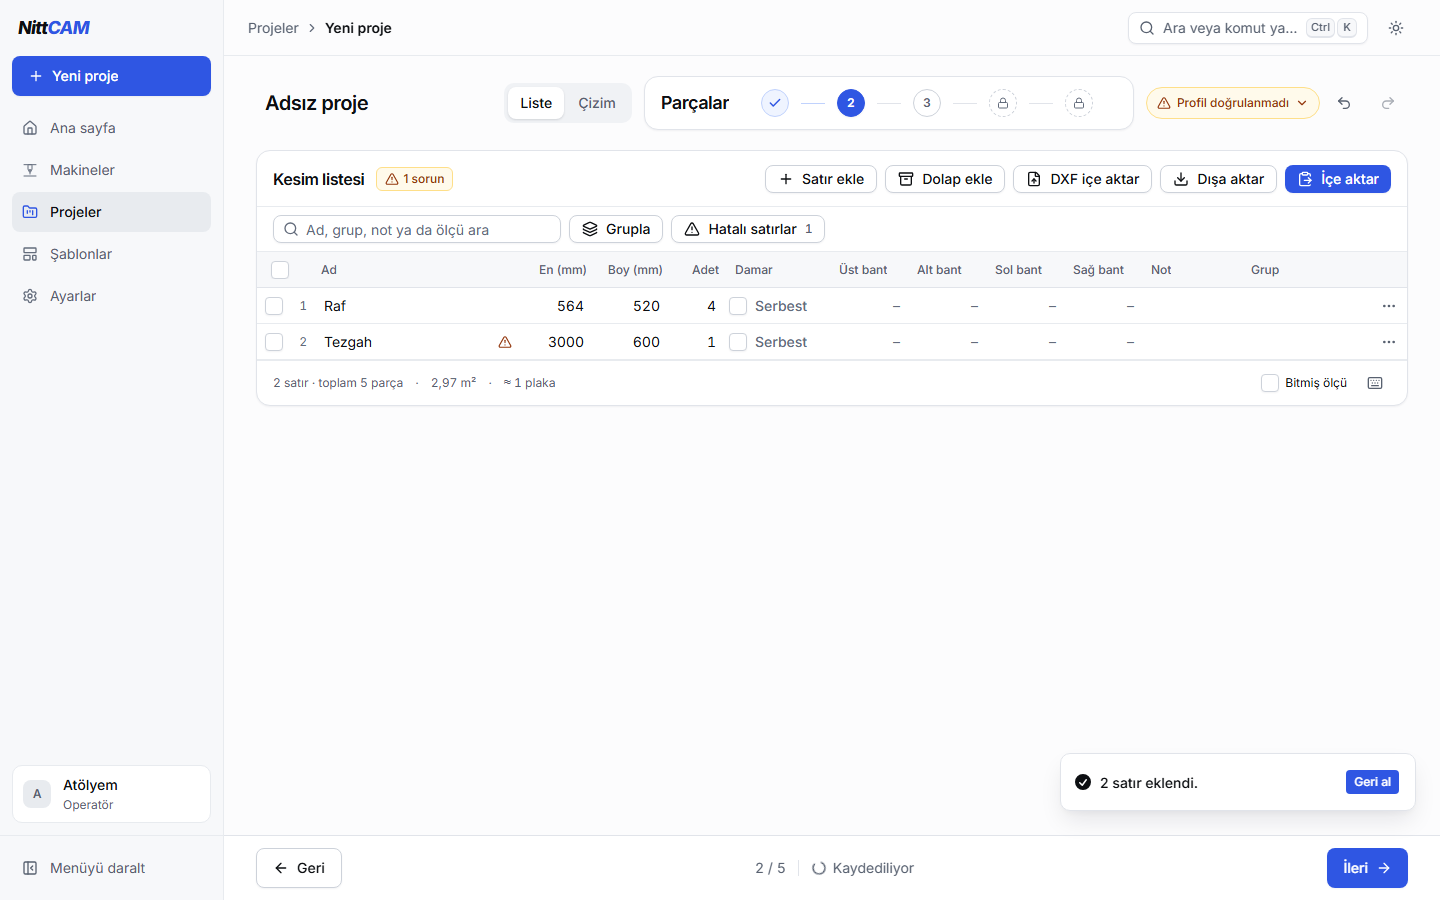 NittCAM
Yeni proje
Ana sayfa
Makineler
Projeler
Şablonlar
Ayarlar
A
Atölyem
Operatör
Menüyü daralt
Projeler > Yeni proje
Ara veya komut ya... Ctrl K
Adsız proje
Liste Çizim
Parçalar 2 3
Profil doğrulanmadı
Kesim listesi 1 sorun
Satır ekle Dolap ekle DXF içe aktar Dışa aktar İçe aktar
Ad, grup, not ya da ölçü ara Grupla Hatalı satırlar 1
Ad En (mm) Boy (mm) Adet Damar Üst bant Alt bant Sol bant Sağ bant Not Grup
1 Raf 564 520 4 Serbest – – – –
2 Tezgah 3000 600 1 Serbest – – – –
2 satır · toplam 5 parça · 2,97 m² · ≈ 1 plaka Bitmiş ölçü
2 satır eklendi. Geri al
Geri 2 / 5 Kaydediliyor İleri